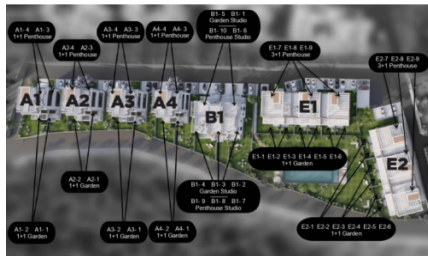 A1- 4 A1- 3
1+1 Penthouse
A2-4 A2-3
1+1 Penthouse
A3- 4 A3- 3
1+1 Penthouse
A4- 4 A4- 3
1+1 Penthouse
B1- 5 B1- 1
Garden Studio
B1- 10 B1- 6
Penthouse Studio
E1-7 E1-8 E1-9
3+1 Penthouse
E2-7 E2-8 E2-9
3+1 Penthouse
A1
A2
A3
A4
B1
E1
E2
A2-2 A2-1
1+1 Garden
B1- 4 B1- 3 B1- 2
Garden Studio
B1- 9 B1- 8 B1- 7
Penthouse Studio
E1-1 E1-2 E1-3 E1-4 E1-5 E1-6
1+1 Garden
A1- 2 A1- 1
1+1 Garden
A3- 2 A3- 1
1+1 Garden
A4- 2 A4- 1
1+1 Garden
E2-1 E2-2 E2-3 E2-4 E2-5 E2-6
1+1 Garden